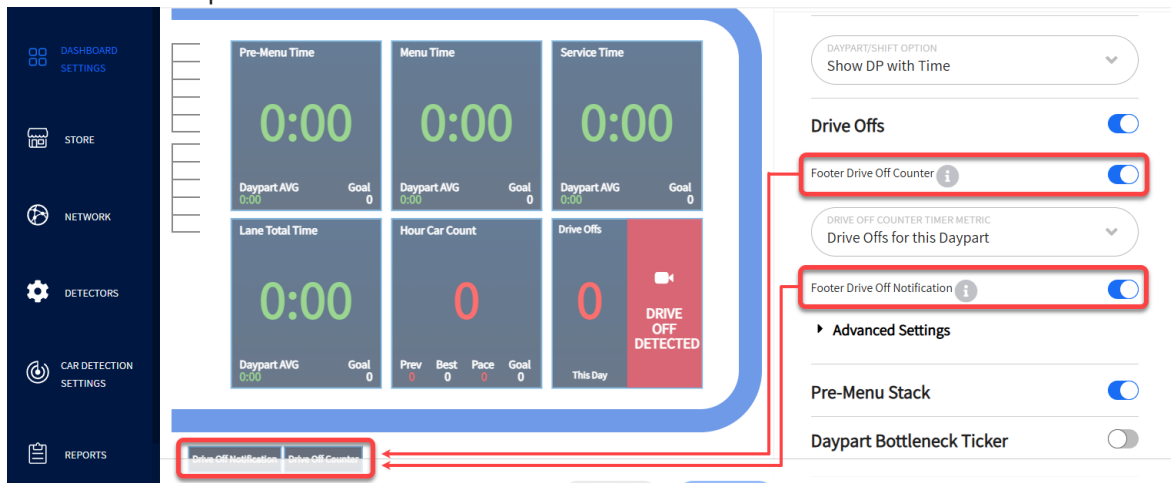 DASHBOARD
SETTINGS
STORE
NETWORK
DETECTORS
CAR DETECTION
SETTINGS
REPORTS
Pre-Menu Time
0:00
Daypart AVG Goal
0:00 0
Menu Time
0:00
Daypart AVG Goal
0:00 0
Service Time
0:00
Daypart AVG Goal
0:00 0
Lane Total Time
0:00
Daypart AVG Goal
0:00 0
Hour Car Count
0
Prev Best Pace Goal
0 0 0 0
Drive Offs
0
This Day
DRIVE
OFF
DETECTED
Drive Off Notification Drive Off Counter
DAYPART/SHIFT OPTION
Show DP with Time
Drive Offs
Footer Drive Off Counter i
DRIVE OFF COUNTER TIMER METRIC
Drive Offs for this Daypart
Footer Drive Off Notification i
Advanced Settings
Pre-Menu Stack
Daypart Bottleneck Ticker